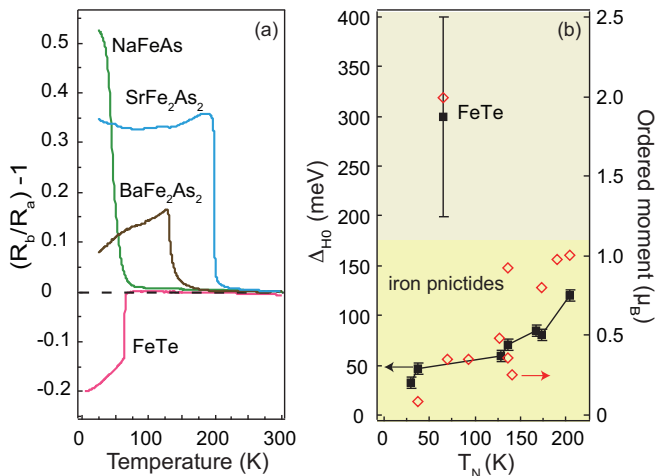 (a)
NaFeAs
SrFe₂As₂
BaFe₂As₂
FeTe
(R_b/R_a) -1
0.5
0.4
0.3
0.2
0.1
0
-0.1
-0.2
0 100 200 300
Temperature (K)
(b)
FeTe
iron pnictides
Δ_H0 (meV)
400
350
300
250
200
150
100
50
0
Ordered moment (μ_B)
2.5
2.0
1.5
1.0
0.5
0
0 50 100 150 200
T_N (K)